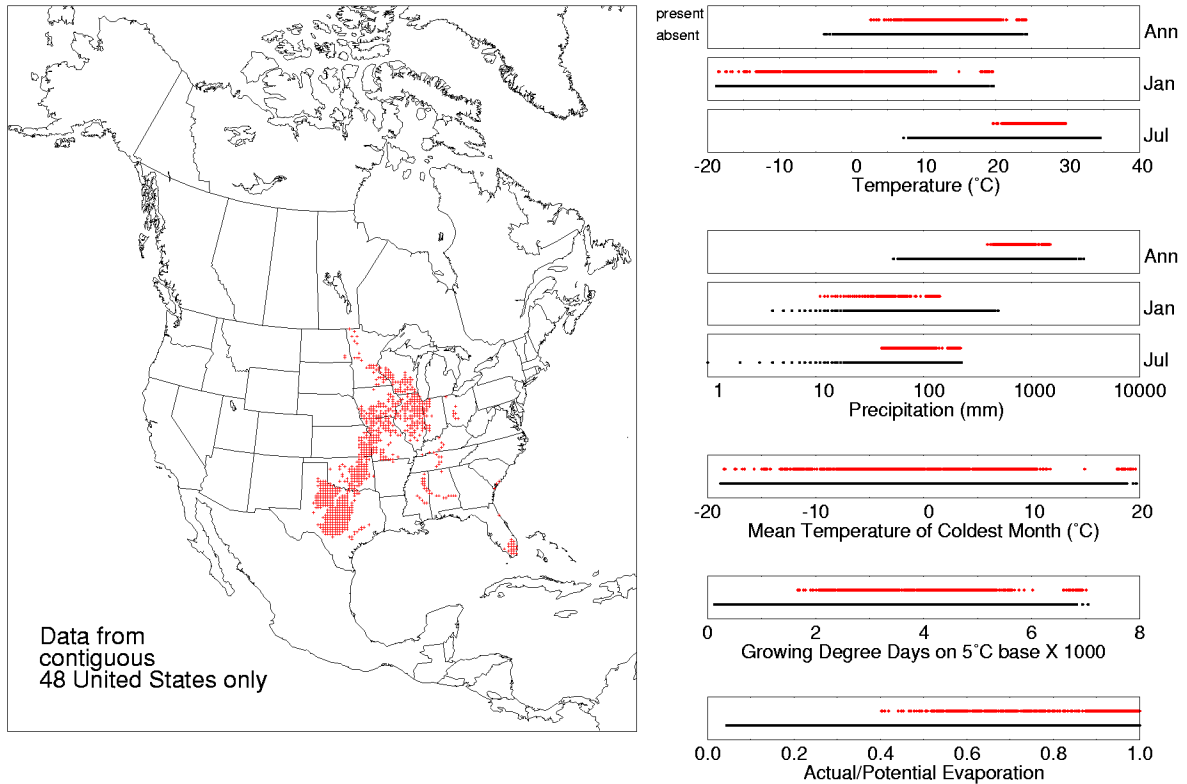 present
absent
Ann
Jan
Jul
-20 -10 0 10 20 30 40
Temperature (˚C)
Ann
Jan
Jul
1 10 100 1000 10000
Precipitation (mm)
-20 -10 0 10 20
Mean Temperature of Coldest Month (˚C)
0 2 4 6 8
Growing Degree Days on 5˚C base X 1000
0.0 0.2 0.4 0.6 0.8 1.0
Actual/Potential Evaporation
Data from
contiguous
48 United States only